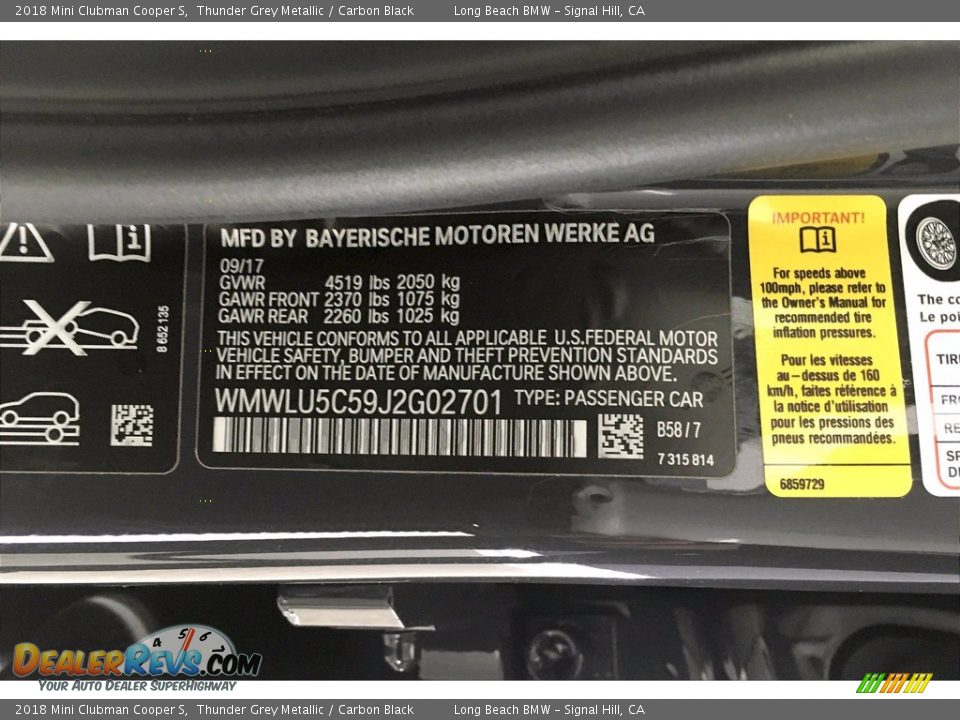 2018 Mini Clubman Cooper S, Thunder Grey Metallic / Carbon Black Long Beach BMW - Signal Hill, CA
MFD BY BAYERISCHE MOTOREN WERKE AG
09/17
GVWR 4519 lbs 2050 kg
GAWR FRONT 2370 lbs 1075 kg
GAWR REAR 2260 lbs 1025 kg
THIS VEHICLE CONFORMS TO ALL APPLICABLE U.S.FEDERAL MOTOR
VEHICLE SAFETY, BUMPER AND THEFT PREVENTION STANDARDS
IN EFFECT ON THE DATE OF MANUFACTURE SHOWN ABOVE.
WMWLU5C59J2G02701 TYPE: PASSENGER CAR
B58/7
7 315 814
8 652 135
IMPORTANT!
For speeds above
100mph, please refer to
the Owner's Manual for
recommended tire
inflation pressures.
Pour les vitesses
au-dessus de 160
km/h, faites référence à
la notice d'utilisation
pour les pressions des
pneus recommandées.
6859729
The co
Le poi
TIR
FR
RE
SP
D
4 5 6
DEALERREVS.COM
YOUR AUTO DEALER SUPERHIGHWAY
2018 Mini Clubman Cooper S, Thunder Grey Metallic / Carbon Black Long Beach BMW - Signal Hill, CA